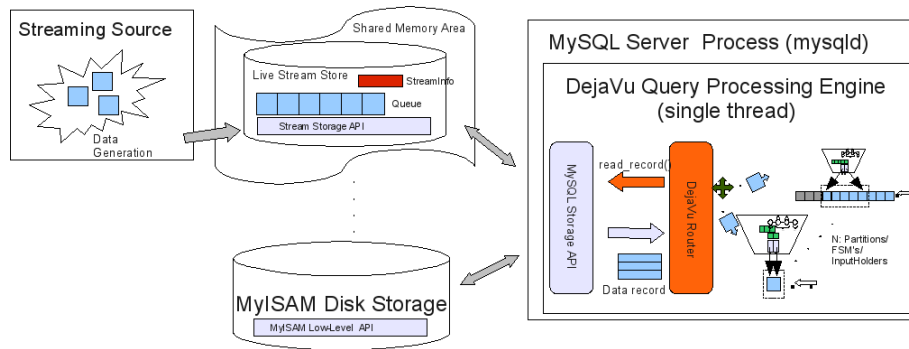 Streaming Source
Data
Generation
Shared Memory Area
Live Stream Store
StreamInfo
Queue
Stream Storage API
MyISAM Disk Storage
MyISAM Low-Level API
MySQL Server Process (mysqld)
DejaVu Query Processing Engine
(single thread)
MySQL Storage API
read_record()
Data record
DejaVu Router
N: Partitions/
FSM's/
InputHolders